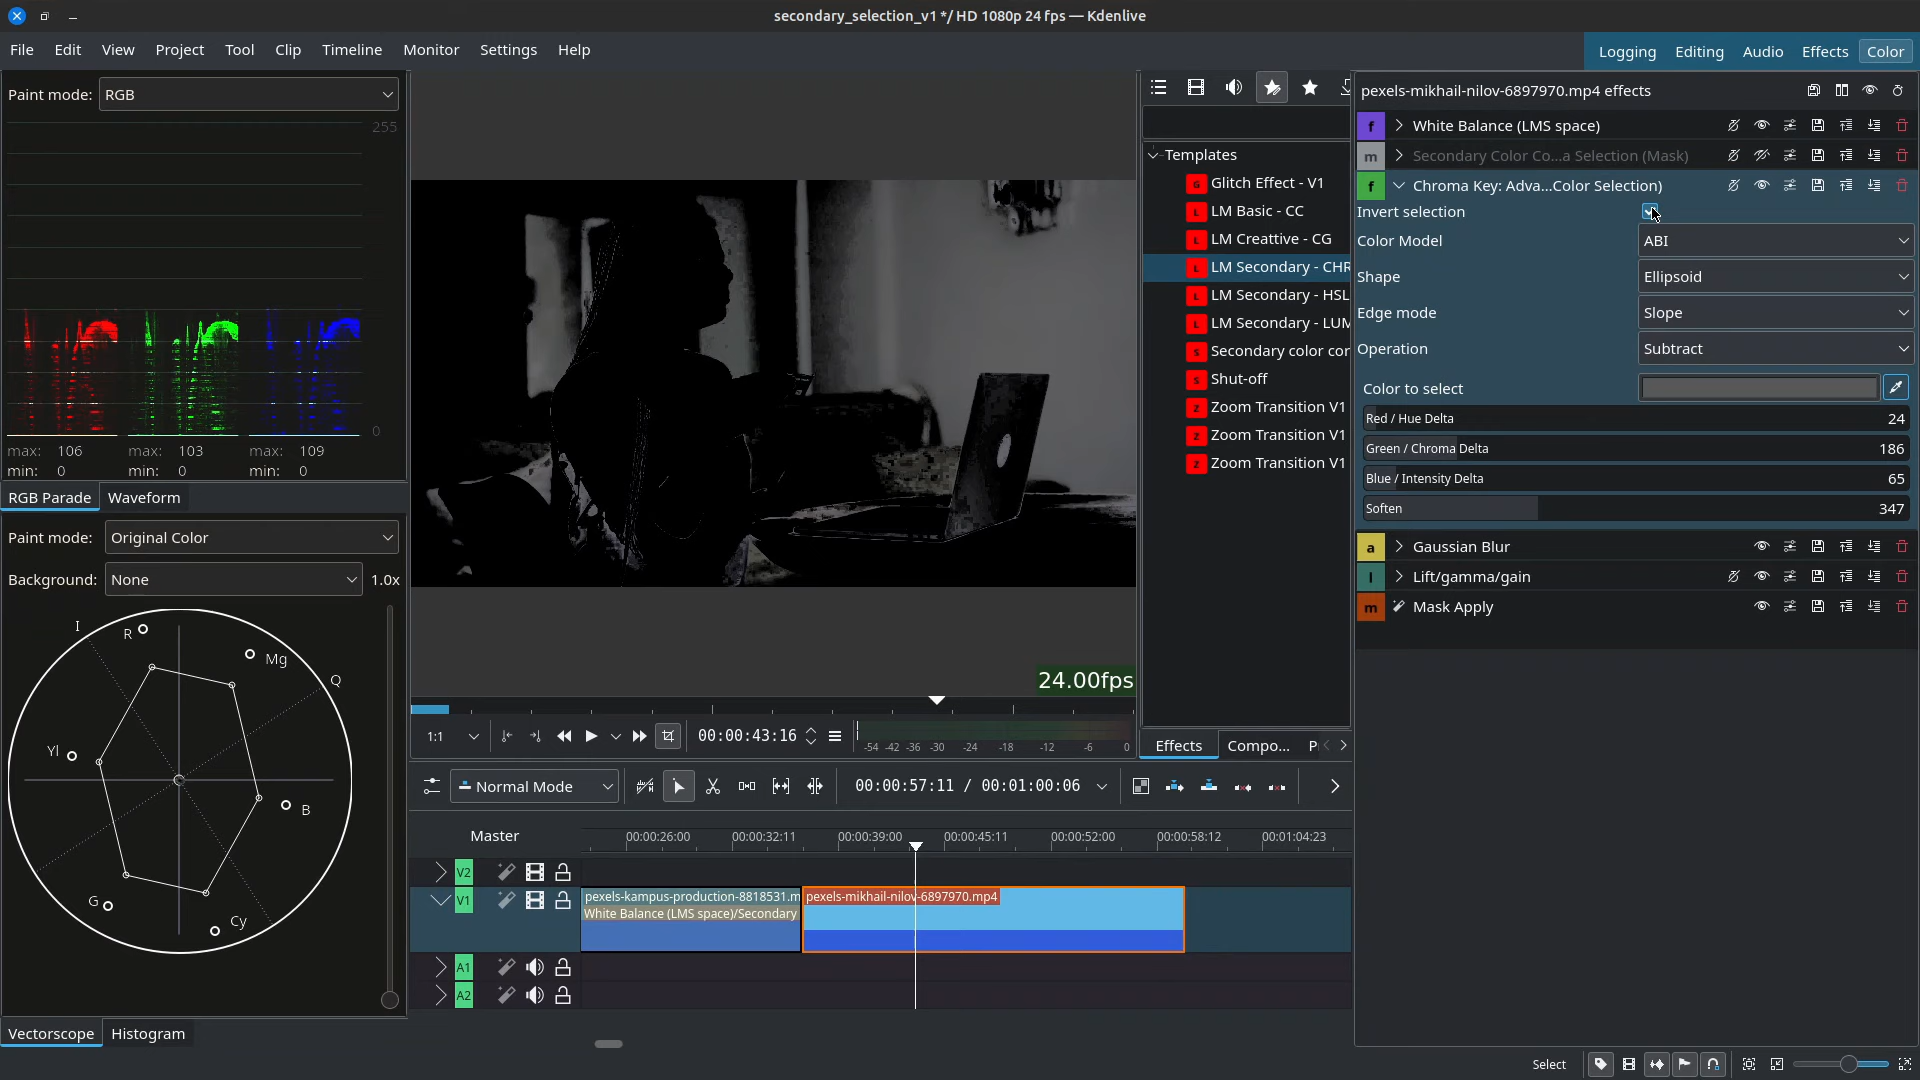 secondary_selection_v1 */ HD 1080p 24 fps — Kdenlive
File Edit View Project Tool Clip Timeline Monitor Settings Help
Logging Editing Audio Effects Color
Paint mode: RGB
255
0
max: 106 max: 103 max: 109
min: 0 min: 0 min: 0
RGB Parade Waveform
Paint mode: Original Color
Background: None 1.0x
I
R
Mg
Q
Yl
B
G
Cy
Vectorscope Histogram
24.00fps
1:1
00:00:43:16
-54 -42 -36 -30 -24 -18 -12 -6 0
Templates
G Glitch Effect - V1
L LM Basic - CC
L LM Creattive - CG
L LM Secondary - CHR
L LM Secondary - HSL
L LM Secondary - LUM
S Secondary color cor
S Shut-off
Z Zoom Transition V1
Z Zoom Transition V1
Z Zoom Transition V1
Effects Compo... P
pexels-mikhail-nilov-6897970.mp4 effects
f White Balance (LMS space)
m Secondary Color Co...a Selection (Mask)
f Chroma Key: Adva...Color Selection)
Invert selection
Color Model ABI
Shape Ellipsoid
Edge mode Slope
Operation Subtract
Color to select
Red / Hue Delta 24
Green / Chroma Delta 186
Blue / Intensity Delta 65
Soften 347
a Gaussian Blur
l Lift/gamma/gain
m Mask Apply
Normal Mode
00:00:57:11 / 00:01:00:06
Master
00:00:26:00 00:00:32:11 00:00:39:00 00:00:45:11 00:00:52:00 00:00:58:12 00:01:04:23
V2
V1
pexels-kampus-production-8818531.m
White Balance (LMS space)/Secondary
pexels-mikhail-nilov-6897970.mp4
A1
A2
Select